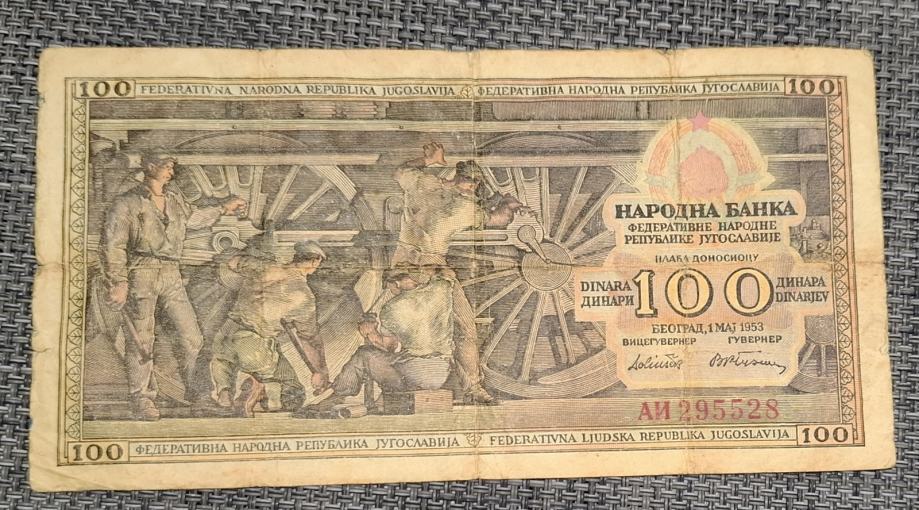 100 FEDERATIVNA NARODNA REPUBLIKA JUGOSLAVIJA ФЕДЕРАТИВНА НАРОДНА РЕПУБЛИКА ЈУГОСЛАВИЈА 100
НАРОДНА БАНКА
ФЕДЕРАТИВНЕ НАРОДНЕ
РЕПУБЛИКЕ ЈУГОСЛАВИЈЕ
ПЛАЋА ДОНОСИОЦУ
DINARA 100 ДИНАРА
ДИНАРИ DINARJEV
БЕОГРАД, 1 МАЈ 1953
ВИЦЕГУВЕРНЕР ГУВЕРНЕР
АИ 295528
100 ФЕДЕРАТИВНА НАРОДНА РЕПУБЛИКА ЈУГОСЛАВИЈА FEDERATIVNA LJUDSKA REPUBLIKA JUGOSLAVIJA 100